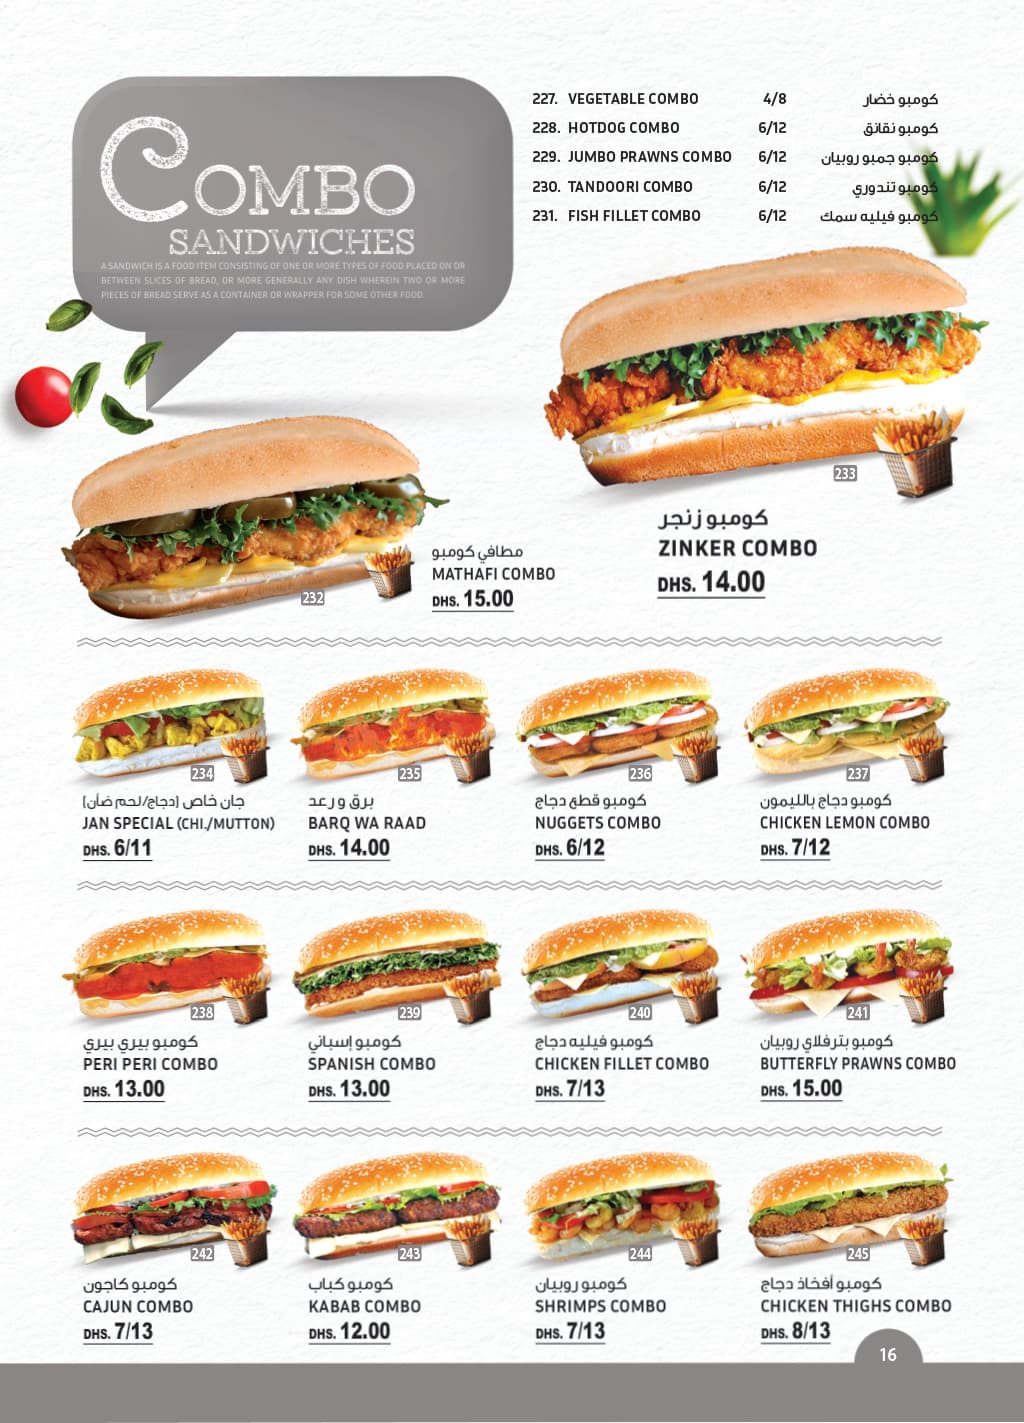 COMBO
SANDWICHES
A SANDWICH IS A FOOD ITEM CONSISTING OF ONE OR MORE TYPES OF FOOD PLACED ON OR
BETWEEN SLICES OF BREAD, OR MORE GENERALLY ANY DISH WHEREIN TWO OR MORE
PIECES OF BREAD SERVE AS A CONTAINER OR WRAPPER FOR SOME OTHER FOOD.
227. VEGETABLE COMBO 4/8 كومبو خضار
228. HOTDOG COMBO 6/12 كومبو نقانق
229. JUMBO PRAWNS COMBO 6/12 كومبو جمبو روبيان
230. TANDOORI COMBO 6/12 كومبو تندوري
231. FISH FILLET COMBO 6/12 كومبو فيليه سمك
233
كومبو زنجر
ZINKER COMBO
DHS. 14.00
232
مطافي كومبو
MATHAFI COMBO
DHS. 15.00
234
جان خاص (دجاج/لحم ضأن)
JAN SPECIAL (CHI./MUTTON)
DHS. 6/11
235
برق و رعد
BARQ WA RAAD
DHS. 14.00
236
كومبو قطع دجاج
NUGGETS COMBO
DHS. 6/12
237
كومبو دجاج بالليمون
CHICKEN LEMON COMBO
DHS. 7/12
238
كومبو بيري بيري
PERI PERI COMBO
DHS. 13.00
239
كومبو إسباني
SPANISH COMBO
DHS. 13.00
240
كومبو فيليه دجاج
CHICKEN FILLET COMBO
DHS. 7/13
241
كومبو بترفلاي روبيان
BUTTERFLY PRAWNS COMBO
DHS. 15.00
242
كومبو كاجون
CAJUN COMBO
DHS. 7/13
243
كومبو كباب
KABAB COMBO
DHS. 12.00
244
كومبو روبيان
SHRIMPS COMBO
DHS. 7/13
245
كومبو أفخاذ دجاج
CHICKEN THIGHS COMBO
DHS. 8/13
16